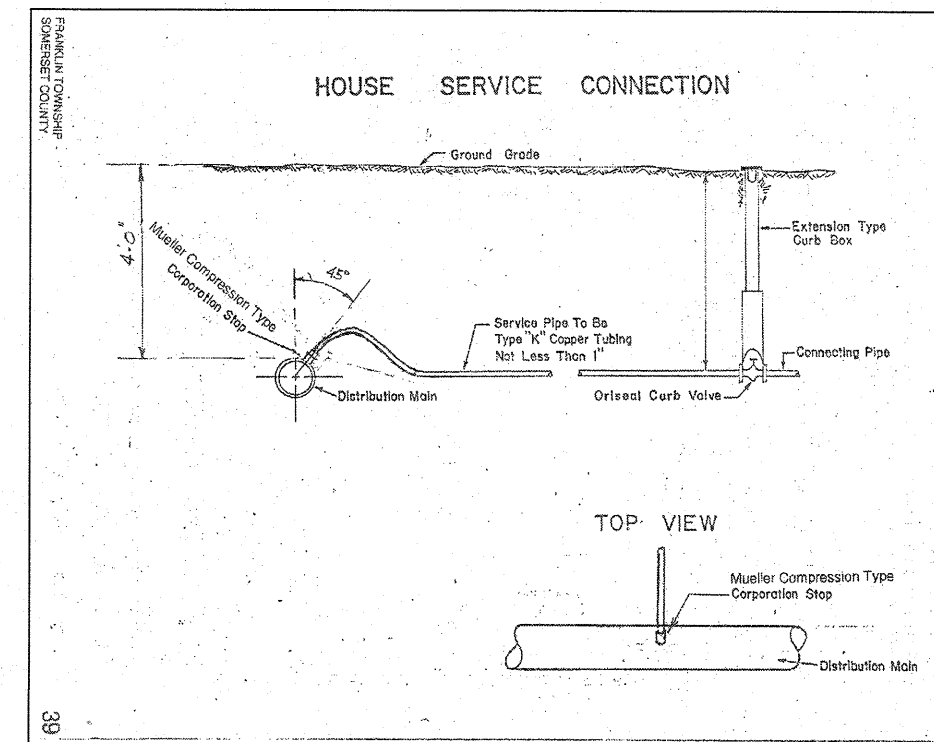 FRANKLIN TOWNSHIP
SOMERSET COUNTY
HOUSE SERVICE CONNECTION
Ground Grade
4'-0"
Mueller Compression Type
Corporation Stop
45°
Extension Type
Curb Box
Service Pipe To Be
Type "K" Copper Tubing
Not Less Than 1"
Connecting Pipe
Distribution Main
Oriseal Curb Valve
TOP VIEW
Mueller Compression Type
Corporation Stop
Distribution Main
39